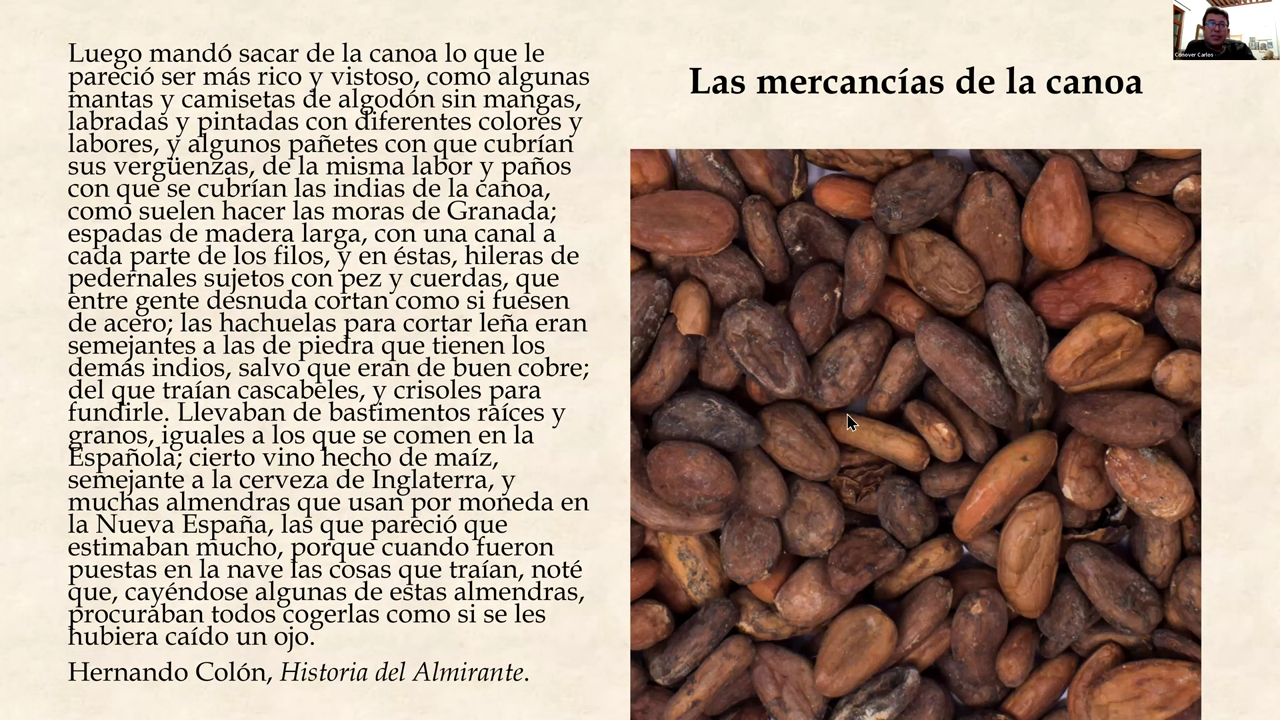 Luego mandó sacar de la canoa lo que le
pareció ser más rico y vistoso, como algunas
mantas y camisetas de algodón sin mangas,
labradas y pintadas con diferentes colores y
labores, y algunos pañetes con que cubrían
sus vergüenzas, de la misma labor y paños
con que se cubrían las indias de la canoa,
como suelen hacer las moras de Granada;
espadas de madera larga, con una canal a
cada parte de los filos, y en éstas, hileras de
pedernales sujetos con pez y cuerdas, que
entre gente desnuda cortan como si fuesen
de acero; las hachuelas para cortar leña eran
semejantes a las de piedra que tienen los
demás indios, salvo que eran de buen cobre;
del que traían cascabeles, y crisoles para
fundirle. Llevaban de bastimentos raíces y
granos, iguales a los que se comen en la
Española; cierto vino hecho de maíz,
semejante a la cerveza de Inglaterra, y
muchas almendras que usan por moneda en
la Nueva España, las que pareció que
estimaban mucho, porque cuando fueron
puestas en la nave las cosas que traían, noté
que, cayéndose algunas de estas almendras,
procuraban todos cogerlas como si se les
hubiera caído un ojo.
Hernando Colón, Historia del Almirante.
Las mercancías de la canoa
Conover Carlos